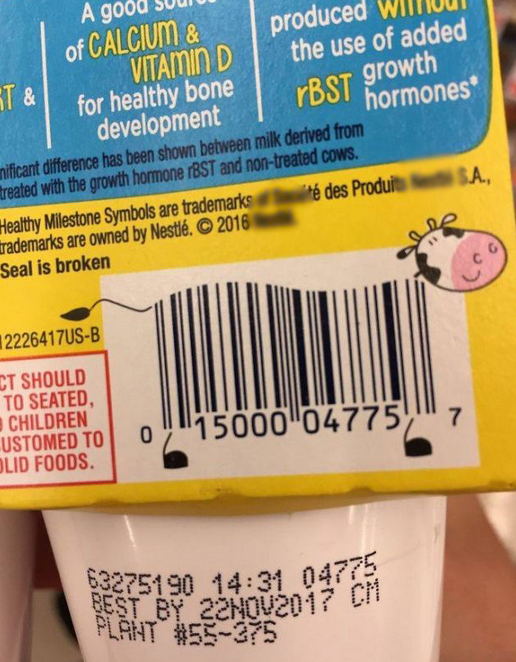 A good
of CALCIUM &
VITAMIN D
for healthy bone
development
RT &
produced without
the use of added
rBST growth
hormones*
nificant difference has been shown between milk derived from
treated with the growth hormone rBST and non-treated cows.
Healthy Milestone Symbols are trademarks té des Produi S.A.,
trademarks are owned by Nestlé. © 2016
Seal is broken
12226417US-B
CT SHOULD
TO SEATED,
CHILDREN
USTOMED TO
OLID FOODS.
0 15000 04775 7
63275190 14:31 04775
BEST BY 22NOV2017 CM
PLANT #55-375